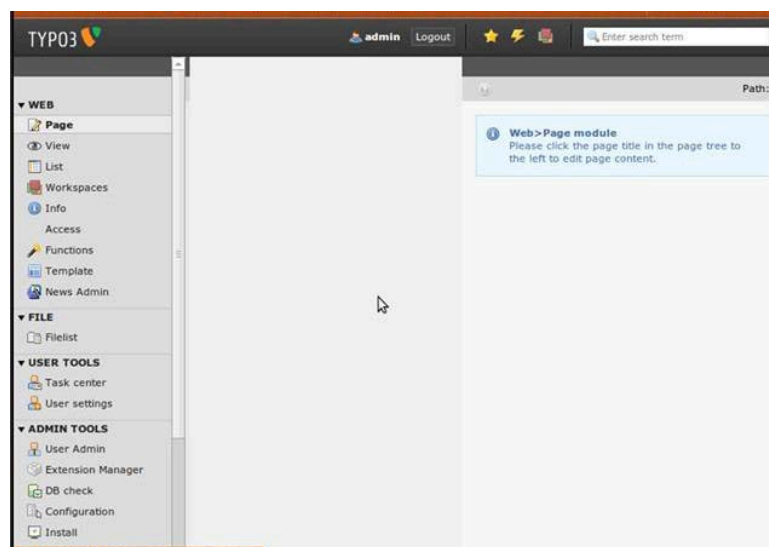 TYPO3
admin Logout Enter search term
Path:
WEB
Page
View
List
Workspaces
Info
Access
Functions
Template
News Admin
FILE
Filelist
USER TOOLS
Task center
User settings
ADMIN TOOLS
User Admin
Extension Manager
DB check
Configuration
Install
Web>Page module
Please click the page title in the page tree to
the left to edit page content.